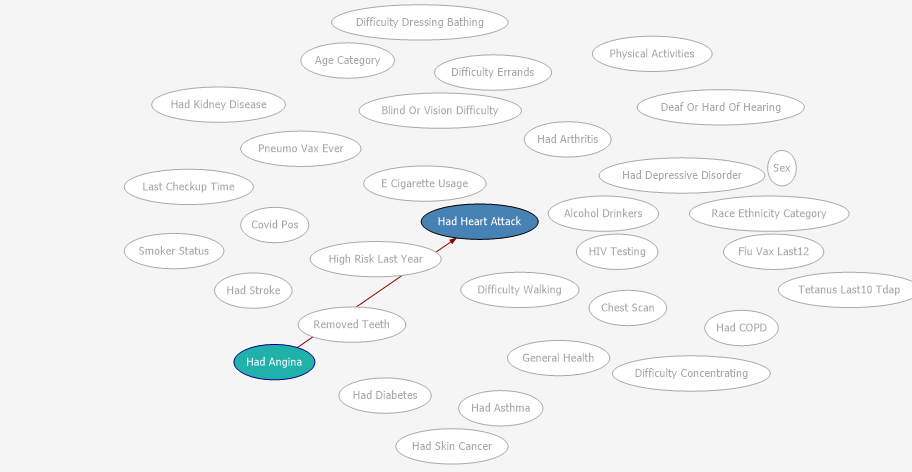 Difficulty Dressing Bathing
Age Category
Physical Activities
Difficulty Errands
Had Kidney Disease
Blind Or Vision Difficulty
Deaf Or Hard Of Hearing
Had Arthritis
Pneumo Vax Ever
Sex
Had Depressive Disorder
E Cigarette Usage
Last Checkup Time
Alcohol Drinkers
Race Ethnicity Category
Had Heart Attack
Covid Pos
Smoker Status
HIV Testing
Flu Vax Last12
High Risk Last Year
Had Stroke
Difficulty Walking
Tetanus Last10 Tdap
Chest Scan
Removed Teeth
Had COPD
General Health
Had Angina
Difficulty Concentrating
Had Diabetes
Had Asthma
Had Skin Cancer